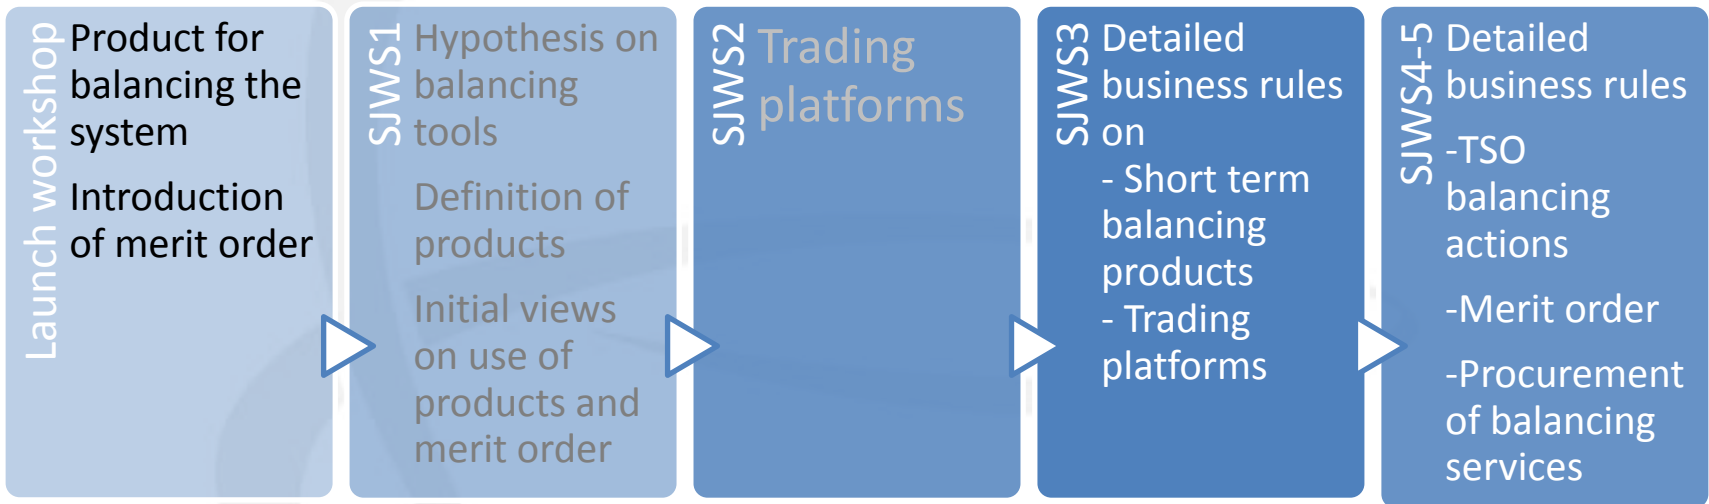 Launch workshop
Product for
balancing the
system
Introduction
of merit order
SJWS1
Hypothesis on
balancing
tools
Definition of
products
Initial views
on use of
products and
merit order
SJWS2
Trading
platforms
SJWS3
Detailed
business rules
on
- Short term
balancing
products
- Trading
platforms
SJWS4-5
Detailed
business rules
-TSO
balancing
actions
-Merit order
-Procurement
of balancing
services